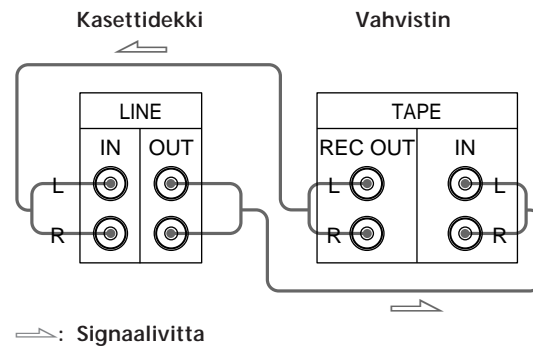 Kasettidekki Vahvistin
LINE TAPE
IN OUT REC OUT IN
L L L
R R R
: Signaalivitta